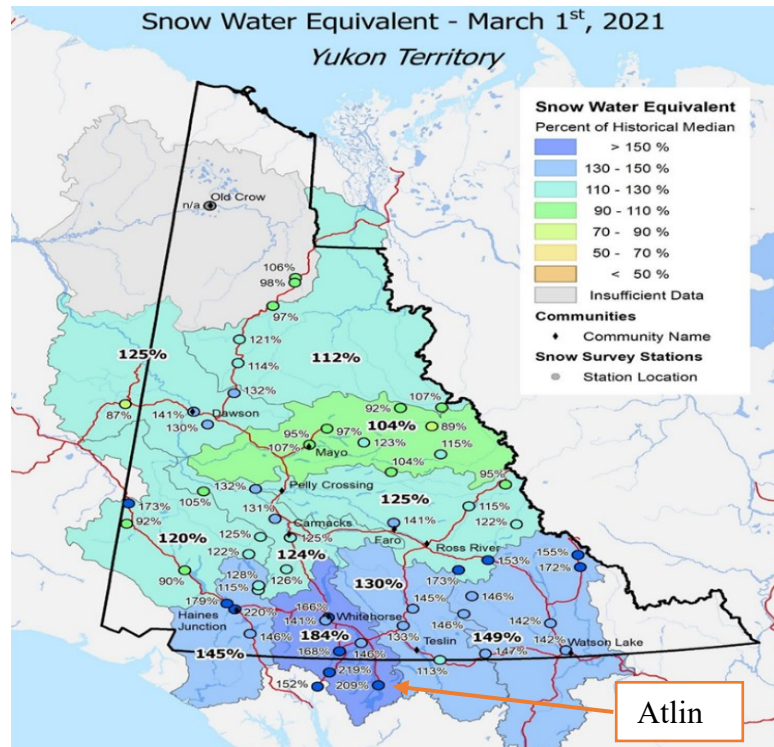 Snow Water Equivalent - March 1st, 2021
Yukon Territory
Snow Water Equivalent
Percent of Historical Median
> 150 %
130 - 150 %
110 - 130 %
90 - 110 %
70 - 90 %
50 - 70 %
< 50 %
Insufficient Data
Communities
Community Name
Snow Survey Stations
Station Location
Old Crow
n/a
106%
98%
97%
121%
125%
112%
114%
132%
87%
141%
Dawson
130%
92%
107%
95%
97%
104%
89%
123%
107%
Mayo
115%
104%
95%
132%
Pelly Crossing
105%
125%
173%
131%
115%
92%
Carmacks
141%
122%
120%
125%
125%
Faro
122%
124%
Ross River
155%
153%
90%
128%
126%
130%
173%
172%
115%
179%
220%
166%
Whitehorse
145%
146%
Haines
Junction
141%
184%
133%
146%
142%
146%
168%
146%
Teslin
149%
142%
Watson Lake
145%
147%
113%
219%
152%
209%
Atlin